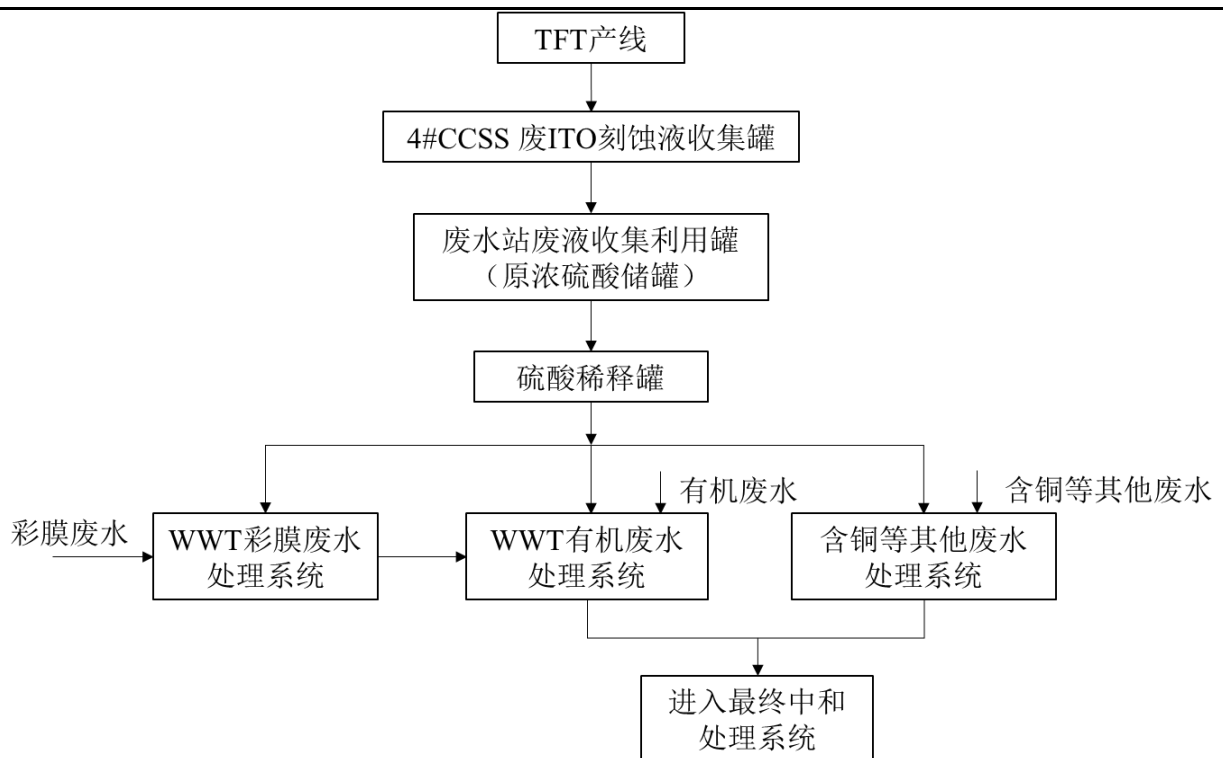 TFT产线
4#CCSS 废ITO刻蚀液收集罐
废水站废液收集利用罐
（原浓硫酸储罐）
硫酸稀释罐
有机废水
含铜等其他废水
彩膜废水
WWT彩膜废水
处理系统
WWT有机废水
处理系统
含铜等其他废水
处理系统
进入最终中和
处理系统